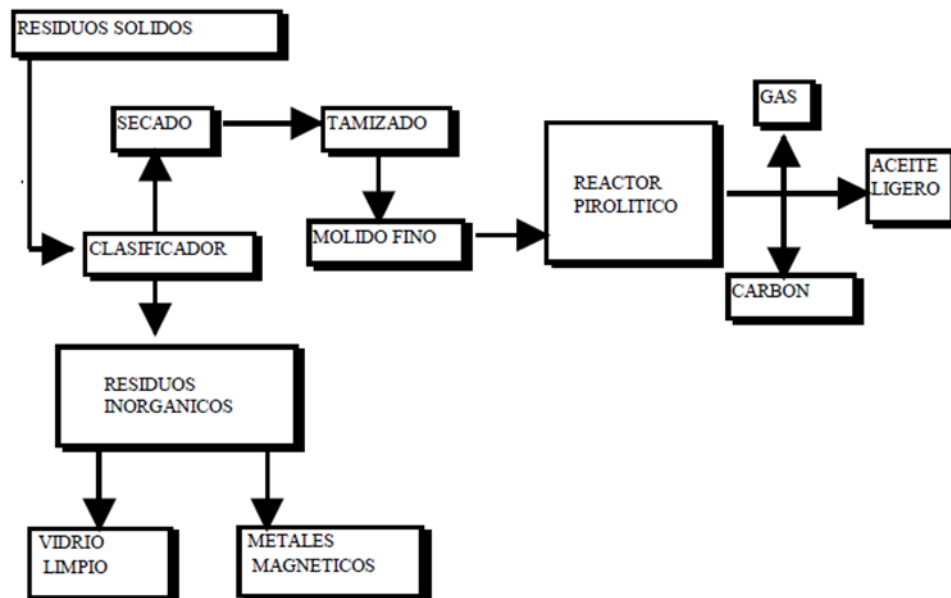 RESIDUOS SOLIDOS
SECADO
TAMIZADO
GAS
REACTOR
PIROLITICO
ACEITE
LIGERO
CLASIFICADOR
MOLIDO FINO
CARBON
RESIDUOS
INORGANICOS
VIDRIO
LIMPIO
METALES
MAGNETICOS